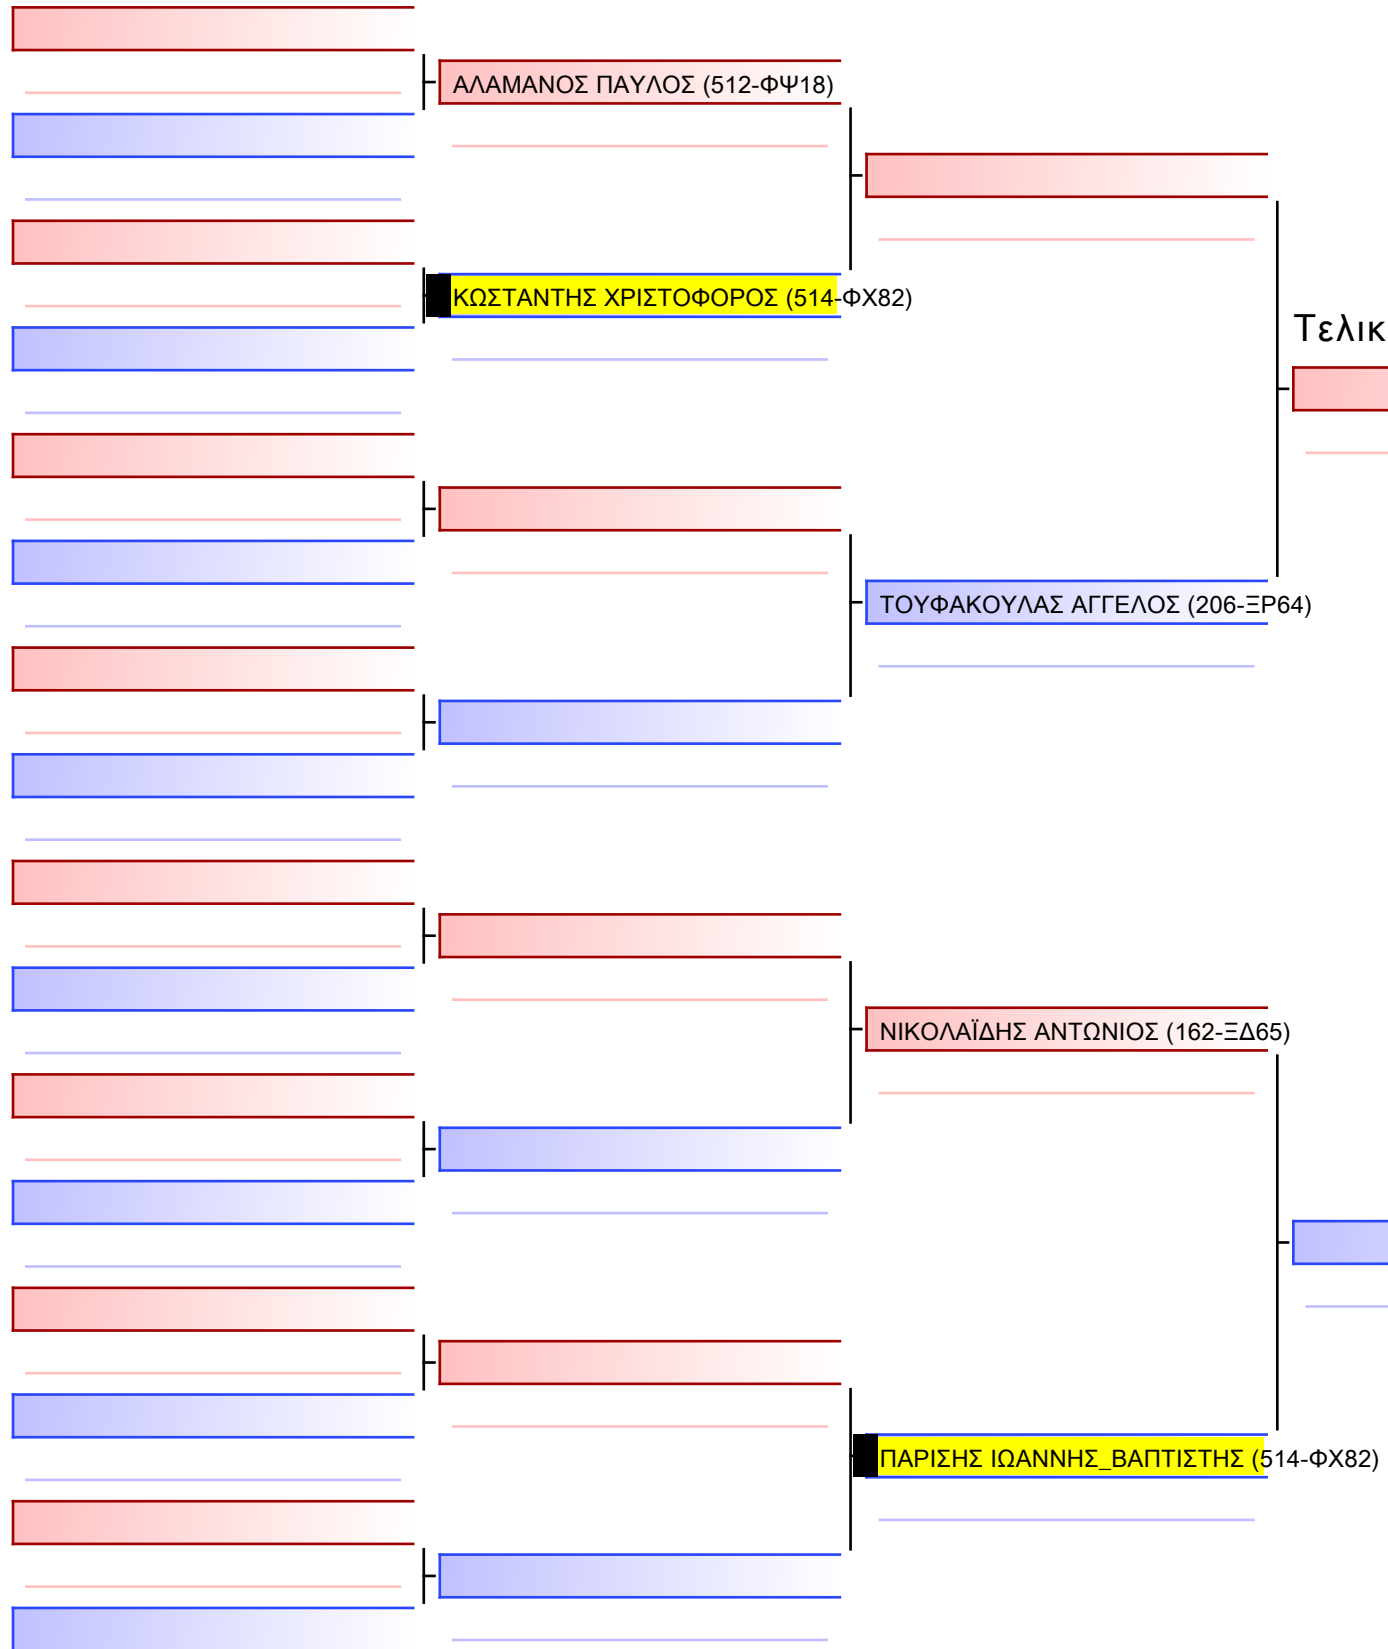 ΑΛΑΜΑΝΟΣ ΠΑΥΛΟΣ (512-ΦΨ18)
ΚΩΣΤΑΝΤΗΣ ΧΡΙΣΤΟΦΟΡΟΣ (514-ΦΧ82)
Τελικ
ΤΟΥΦΑΚΟΥΛΑΣ ΑΓΓΕΛΟΣ (206-ΞΡ64)
ΝΙΚΟΛΑΪΔΗΣ ΑΝΤΩΝΙΟΣ (162-ΞΔ65)
ΠΑΡΙΣΗΣ ΙΩΑΝΝΗΣ_ΒΑΠΤΙΣΤΗΣ (514-ΦΧ82)